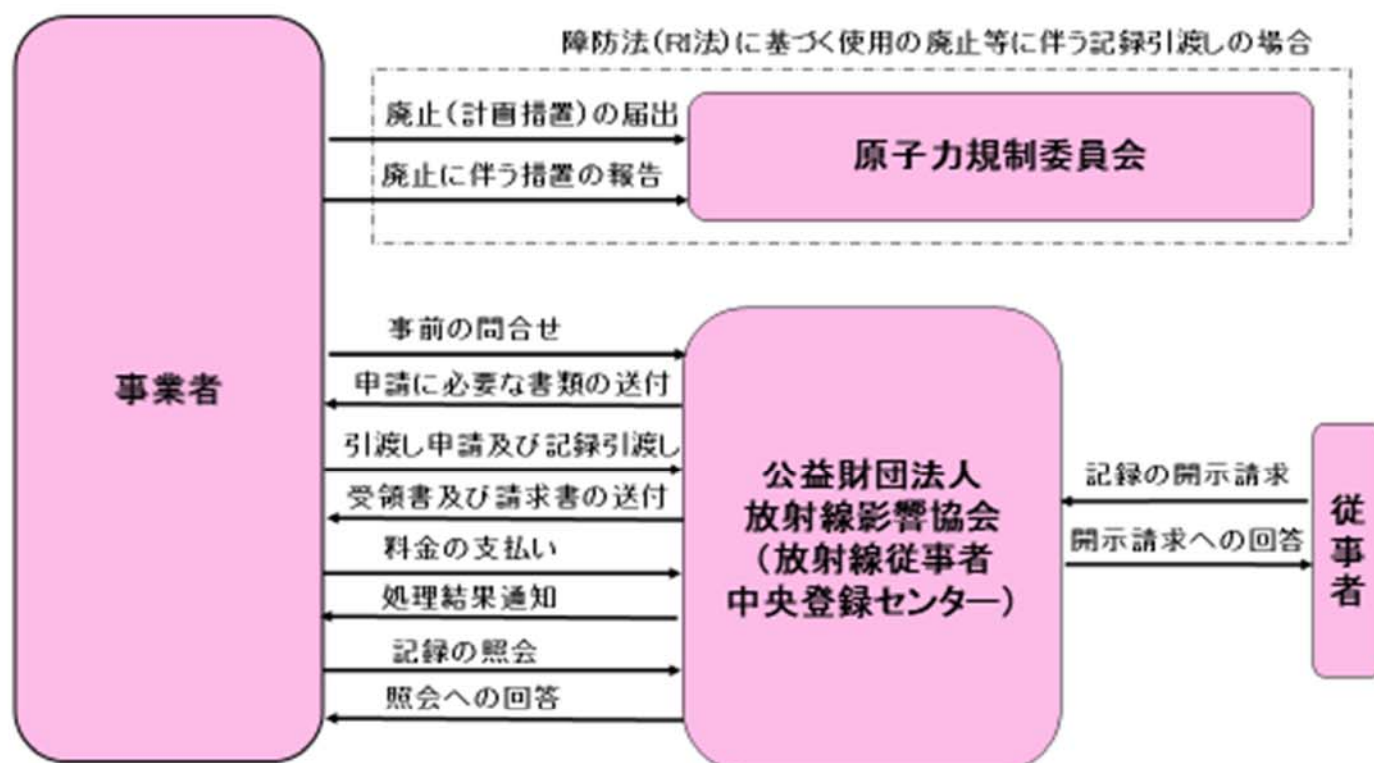 障防法(RI法)に基づく使用の廃止等に伴う記録引渡しの場合
廃止(計画措置)の届出
廃止に伴う措置の報告
原子力規制委員会
事業者
事前の問合せ
申請に必要な書類の送付
引渡し申請及び記録引渡し
受領書及び請求書の送付
料金の支払い
処理結果通知
記録の照会
照会への回答
公益財団法人
放射線影響協会
(放射線従事者
中央登録センター)
記録の開示請求
開示請求への回答
従事者